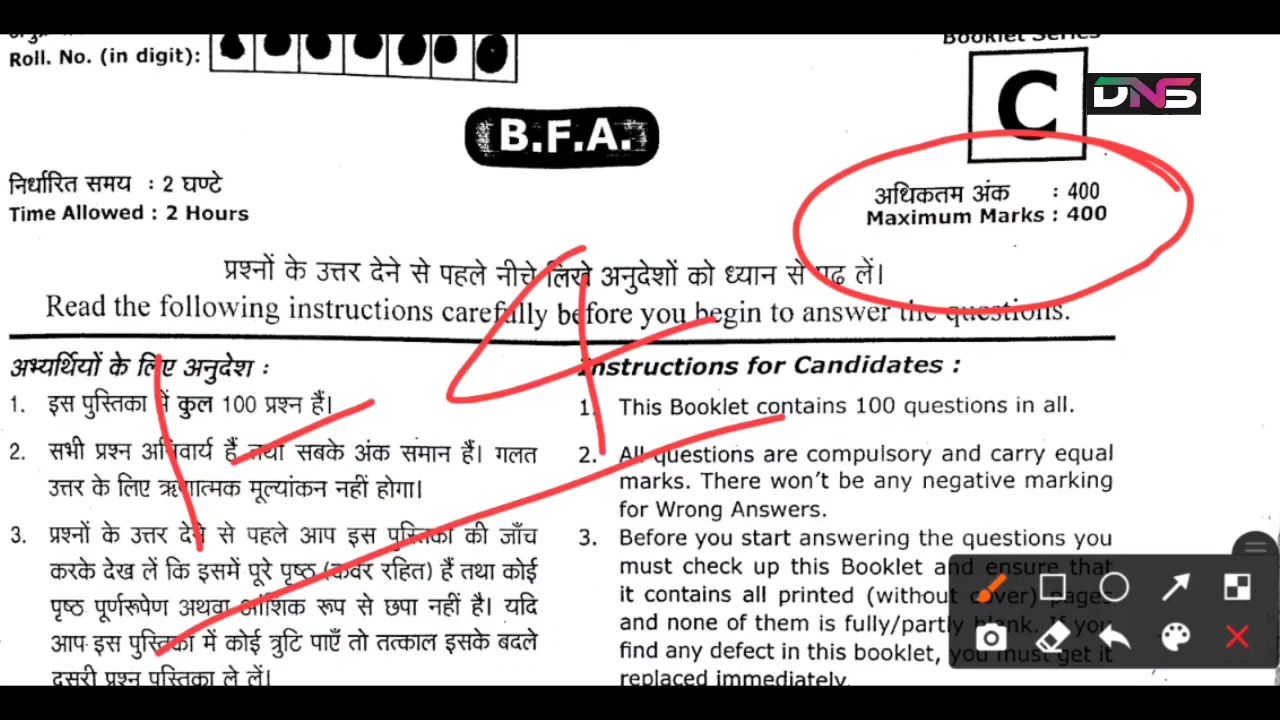 Roll. No. (in digit):
Booklet Series
C
DNS
B.F.A.
निर्धारित समय : 2 घण्टे
Time Allowed : 2 Hours
अधिकतम अंक : 400
Maximum Marks : 400
प्रश्नों के उत्तर देने से पहले नीचे लिखे अनुदेशों को ध्यान से पढ़ लें।
Read the following instructions carefully before you begin to answer the questions.
अभ्यर्थियों के लिए अनुदेश :
1. इस पुस्तिका में कुल 100 प्रश्न हैं।
2. सभी प्रश्न अनिवार्य हैं तथा सबके अंक समान हैं। गलत
उत्तर के लिए ऋणात्मक मूल्यांकन नहीं होगा।
3. प्रश्नों के उत्तर देने से पहले आप इस पुस्तिका की जाँच
करके देख लें कि इसमें पूरे पृष्ठ (कवर रहित) हैं तथा कोई
पृष्ठ पूर्णरूपेण अथवा आंशिक रूप से छपा नहीं है। यदि
आप इस पुस्तिका में कोई त्रुटि पाएँ तो तत्काल इसके बदले
दूसरी प्रश्न पुस्तिका ले लें।
Instructions for Candidates :
1. This Booklet contains 100 questions in all.
2. All questions are compulsory and carry equal
marks. There won't be any negative marking
for Wrong Answers.
3. Before you start answering the questions you
must check up this Booklet and ensure that
it contains all printed (without cover) pages
and none of them is fully/partly blank. If you
find any defect in this booklet, you must get it
replaced immediately.